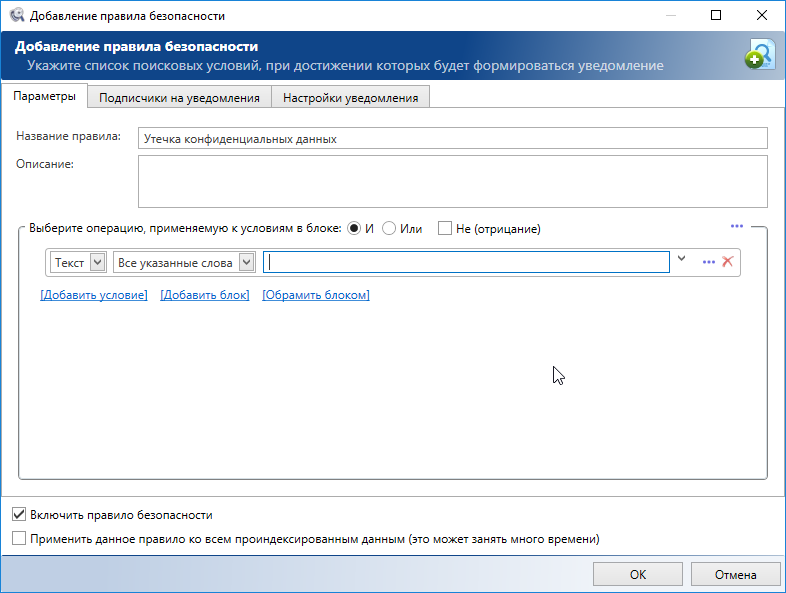 Добавление правила безопасности
Добавление правила безопасности
Укажите список поисковых условий, при достижении которых будет формироваться уведомление
Параметры Подписчики на уведомления Настройки уведомления
Название правила: Утечка конфиденциальных данных
Описание:
Выберите операцию, применяемую к условиям в блоке: И Или Не (отрицание)
Текст Все указанные слова
[Добавить условие] [Добавить блок] [Обрамить блоком]
Включить правило безопасности
Применить данное правило ко всем проиндексированным данным (это может занять много времени)
ОК Отмена